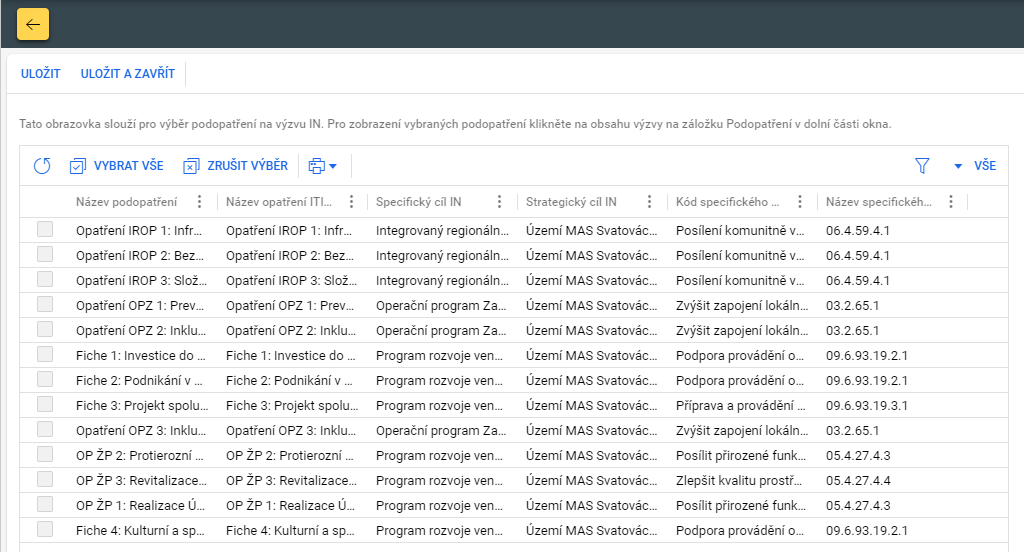 ULOŽIT ULOŽIT A ZAVŘÍT
Tato obrazovka slouží pro výběr podopatření na výzvu IN. Pro zobrazení vybraných podopatření klikněte na obsahu výzvy na záložku Podopatření v dolní části okna.
VYBRAT VŠE ZRUŠIT VÝBĚR VŠE
Název podopatření Název opatření ITI... Specifický cíl IN Strategický cíl IN Kód specifického ... Název specifickéh...
Opatření IROP 1: Infr... Opatření IROP 1: Infr... Integrovaný regionáln... Území MAS Svatovác... Posílení komunitně v... 06.4.59.4.1
Opatření IROP 2: Bez... Opatření IROP 2: Bez... Integrovaný regionáln... Území MAS Svatovác... Posílení komunitně v... 06.4.59.4.1
Opatření IROP 3: Slož... Opatření IROP 3: Slož... Integrovaný regionáln... Území MAS Svatovác... Posílení komunitně v... 06.4.59.4.1
Opatření OPZ 1: Prev... Opatření OPZ 1: Prev... Operační program Za... Území MAS Svatovác... Zvýšit zapojení lokáln... 03.2.65.1
Opatření OPZ 2: Inklu... Opatření OPZ 2: Inklu... Operační program Za... Území MAS Svatovác... Zvýšit zapojení lokáln... 03.2.65.1
Fiche 1: Investice do ... Fiche 1: Investice do ... Program rozvoje ven... Území MAS Svatovác... Podpora provádění o... 09.6.93.19.2.1
Fiche 2: Podnikání v ... Fiche 2: Podnikání v ... Program rozvoje ven... Území MAS Svatovác... Podpora provádění o... 09.6.93.19.2.1
Fiche 3: Projekt spolu... Fiche 3: Projekt spolu... Program rozvoje ven... Území MAS Svatovác... Příprava a provádění ... 09.6.93.19.3.1
Opatření OPZ 3: Inklu... Opatření OPZ 3: Inklu... Operační program Za... Území MAS Svatovác... Zvýšit zapojení lokáln... 03.2.65.1
OP ŽP 2: Protierozní ... OP ŽP 2: Protierozní ... Program rozvoje ven... Území MAS Svatovác... Posílit přirozené funk... 05.4.27.4.3
OP ŽP 3: Revitalizace... OP ŽP 3: Revitalizace... Program rozvoje ven... Území MAS Svatovác... Zlepšit kvalitu prostř... 05.4.27.4.4
OP ŽP 1: Realizace Ú... OP ŽP 1: Realizace Ú... Program rozvoje ven... Území MAS Svatovác... Posílit přirozené funk... 05.4.27.4.3
Fiche 4: Kulturní a sp... Fiche 4: Kulturní a sp... Program rozvoje ven... Území MAS Svatovác... Podpora provádění o... 09.6.93.19.2.1